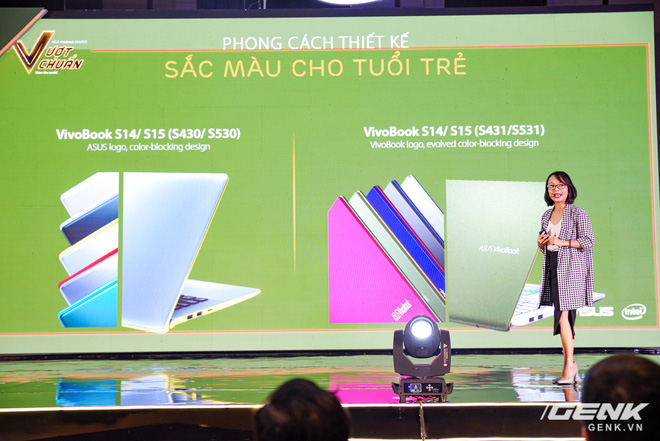 VƯỢT
CHUẨN
PHONG CÁCH THIẾT KẾ
SẮC MÀU CHO TUỔI TRẺ
VivoBook S14/ S15 (S430/ S530)
ASUS logo, color-blocking design
VivoBook S14/ S15 (S431/S531)
VivoBook logo, evolved color-blocking design
ASUS VivoBook
ASUS VivoBook
ASUS
intel
GENK
GENK.VN